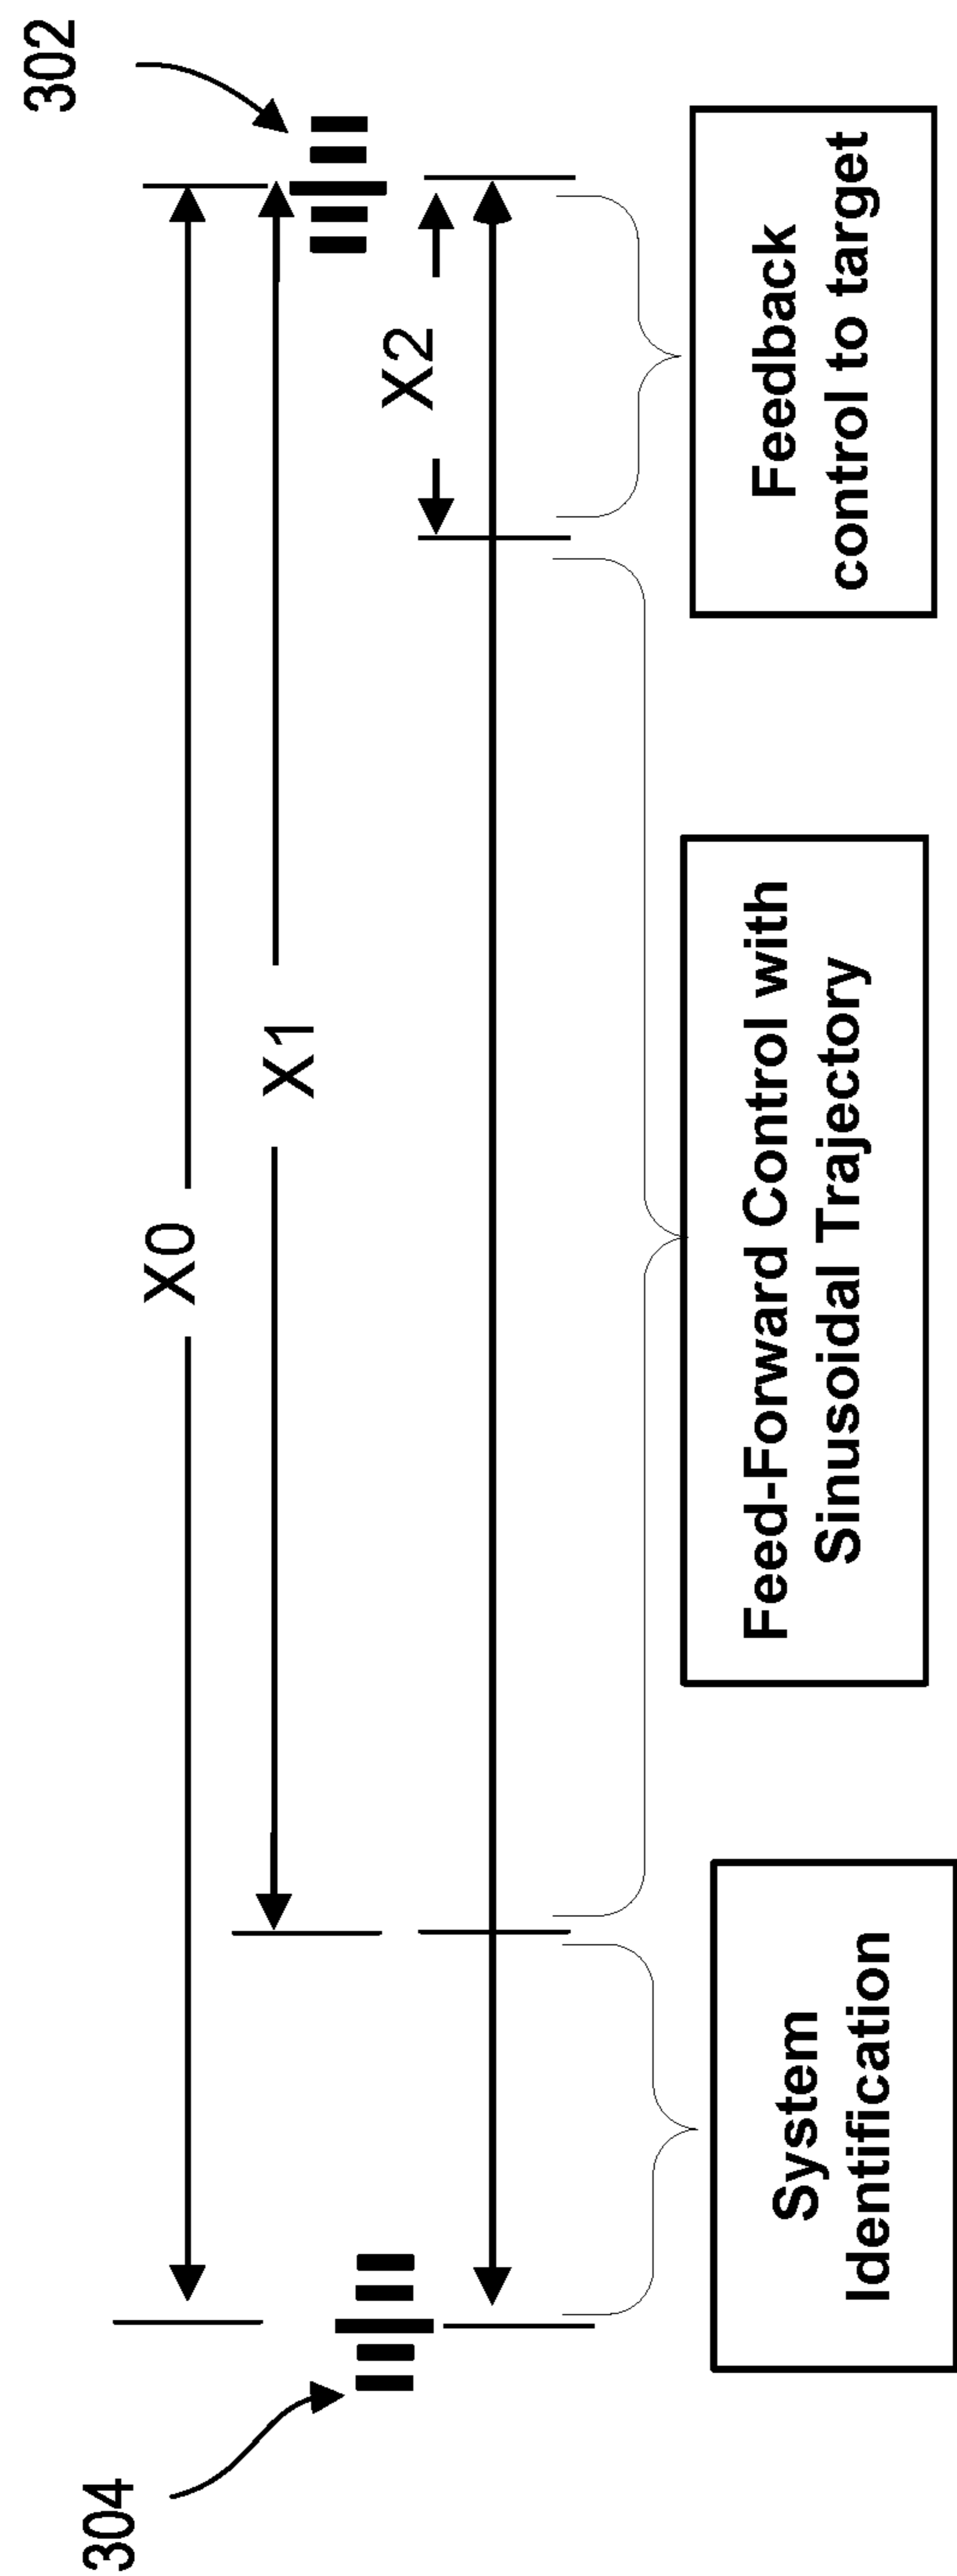 302
304
X0
X1
X2
System
Identification
Feed-Forward Control with
Sinusoidal Trajectory
Feedback
control to target